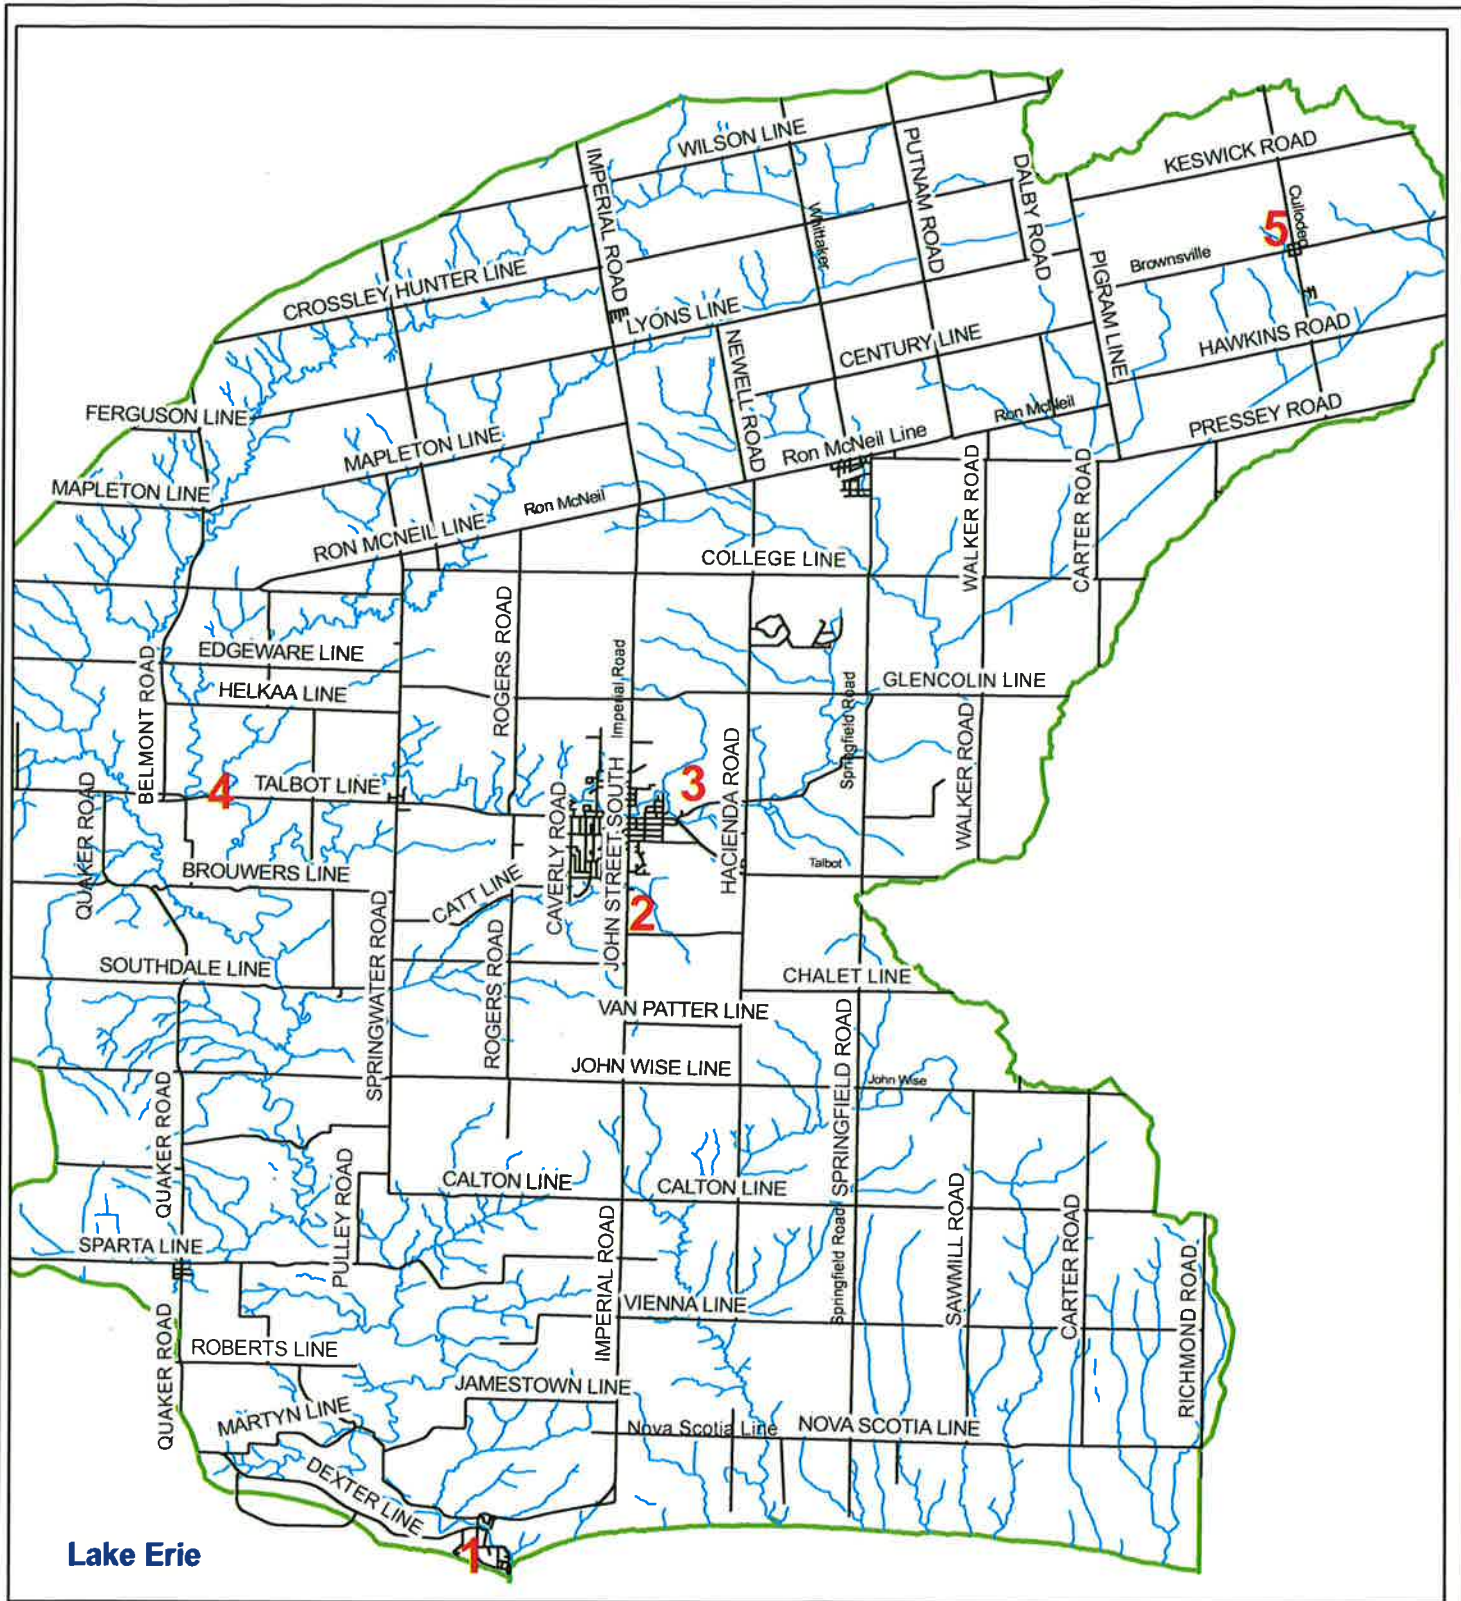 WILSON LINE
KESWICK ROAD
IMPERIAL ROAD
PUTNAM ROAD
DALBY ROAD
Culloden
5
Whittaker
Brownsville
CROSSLEY HUNTER LINE
LYONS LINE
PIGRAM LINE
HAWKINS ROAD
CENTURY LINE
NEWELL ROAD
FERGUSON LINE
Ron McNeil
PRESSEY ROAD
MAPLETON LINE
Ron McNeil Line
MAPLETON LINE
Ron McNeil
RON MCNEIL LINE
WALKER ROAD
CARTER ROAD
COLLEGE LINE
ROGERS ROAD
EDGEWARE LINE
BELMONT ROAD
HELKAA LINE
Imperial Road
GLENCOLIN LINE
Springfield Road
WALKER ROAD
4
TALBOT LINE
3
QUAKER ROAD
CAVERLY ROAD
JOHN STREET SOUTH
HACIENDA ROAD
Talbot
BROUWERS LINE
CATT LINE
2
SOUTHDALE LINE
SPRINGWATER ROAD
ROGERS ROAD
CHALET LINE
VAN PATTER LINE
SPRINGFIELD ROAD
JOHN WISE LINE
John Wise
QUAKER ROAD
PULLEY ROAD
CALTON LINE
CALTON LINE
SPARTA LINE
IMPERIAL ROAD
Springfield Road
SAWMILL ROAD
CARTER ROAD
RICHMOND ROAD
VIENNA LINE
QUAKER ROAD
ROBERTS LINE
JAMESTOWN LINE
MARTYN LINE
Nova Scotia Line
NOVA SCOTIA LINE
DEXTER LINE
Lake Erie
1